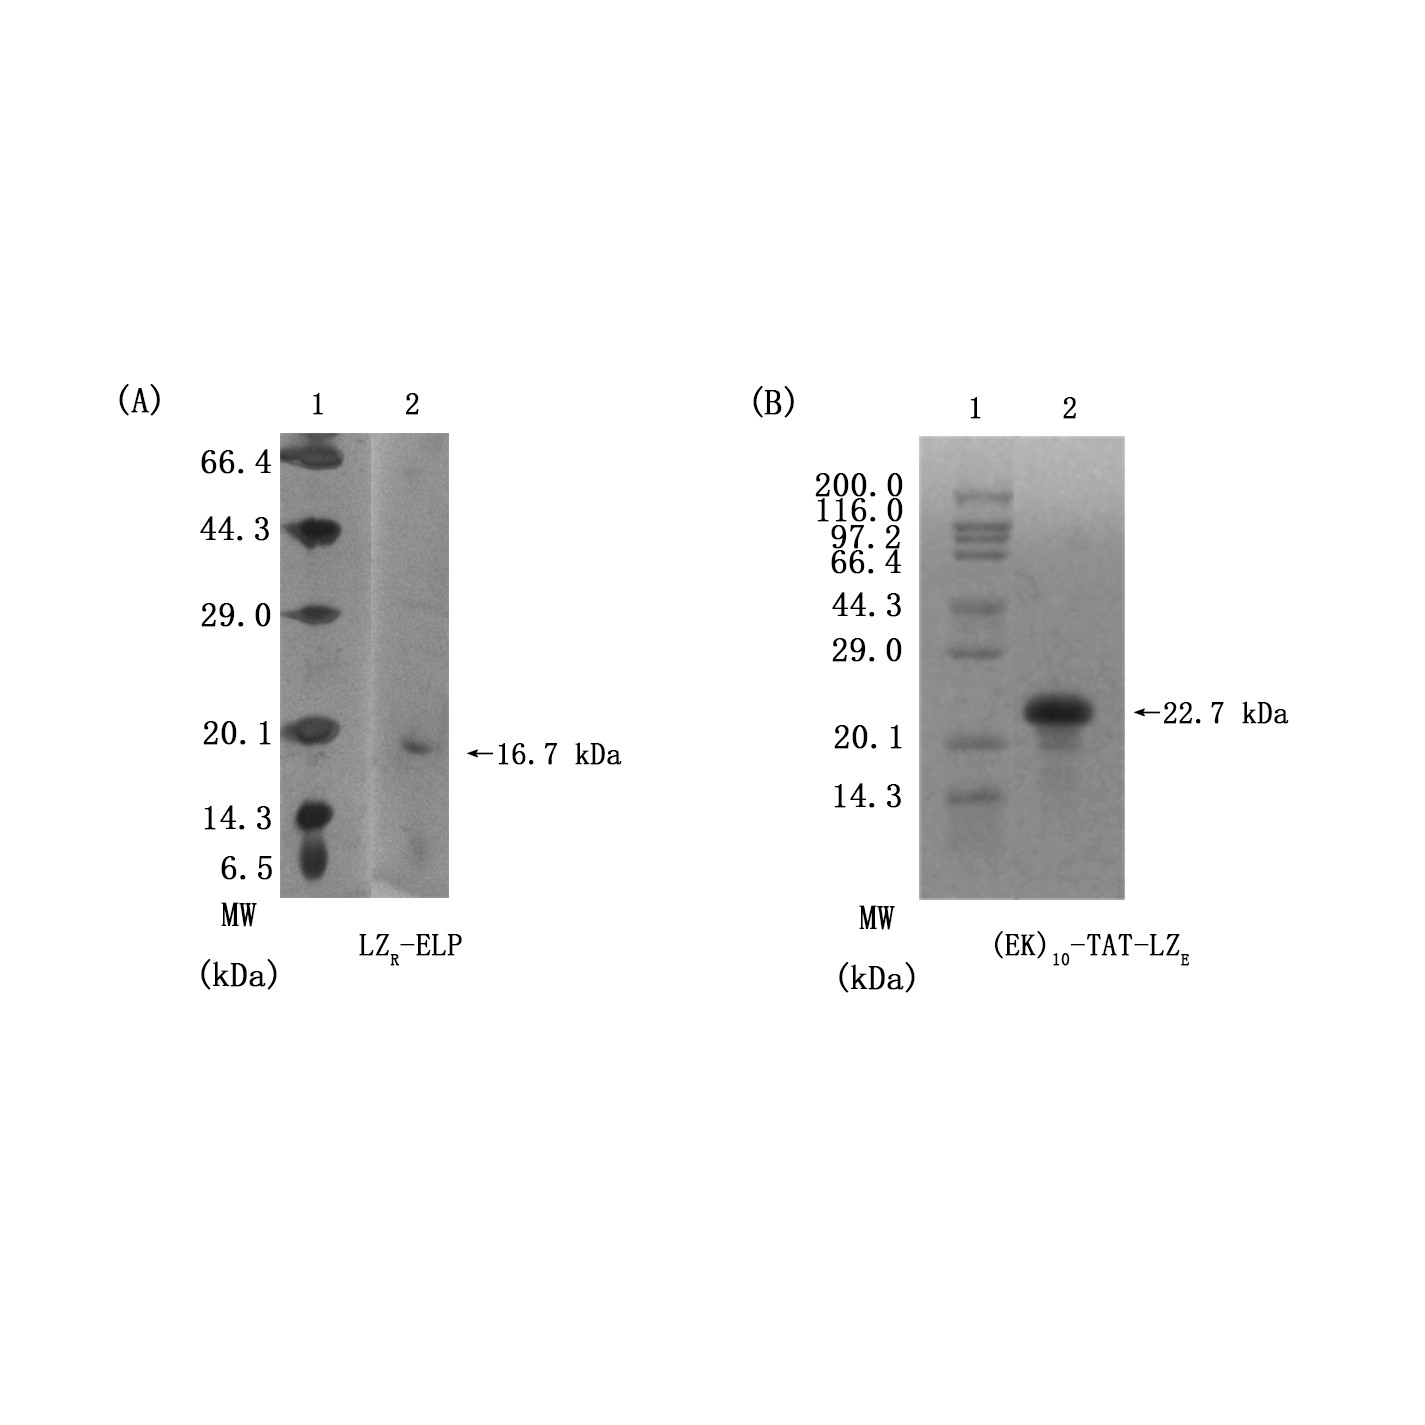 (A)
1 2
66.4
44.3
29.0
20.1
←16.7 kDa
14.3
6.5
MW
LZR-ELP
(kDa)
(B)
1 2
200.0
116.0
97.2
66.4
44.3
29.0
←22.7 kDa
20.1
14.3
MW
(EK)10-TAT-LZE
(kDa)